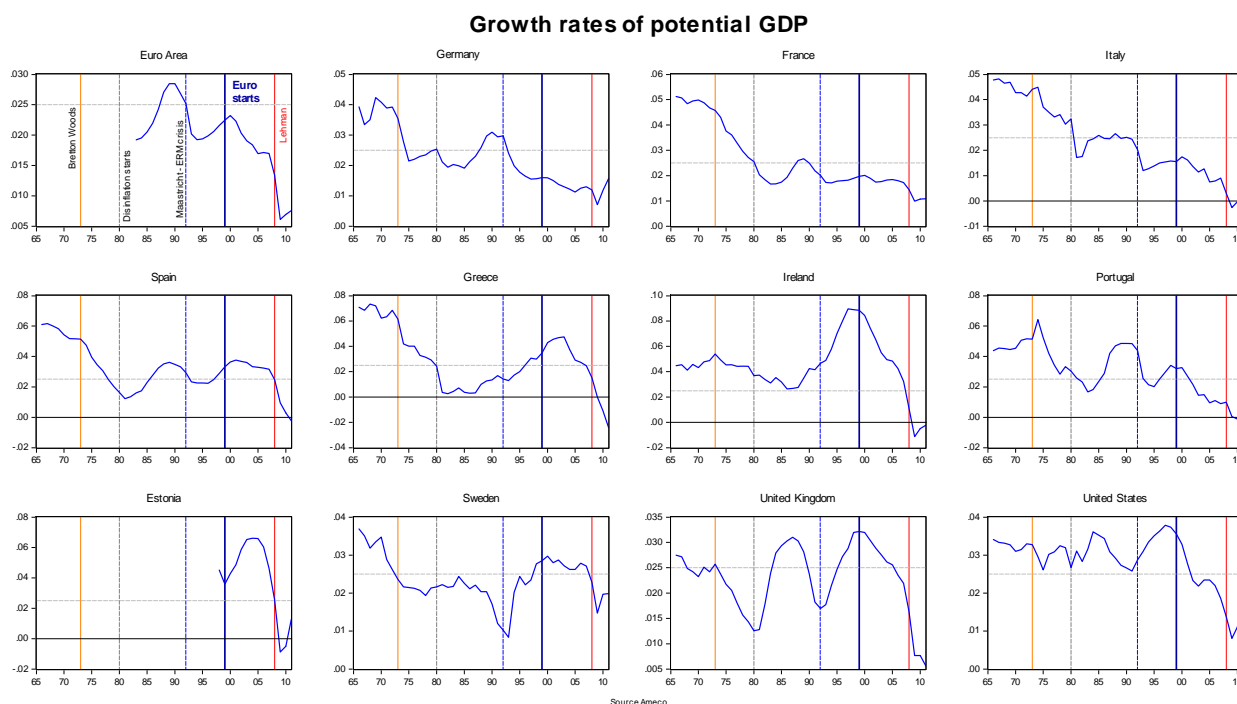 Growth rates of potential GDP
Euro Area
.030
.025
.020
.015
.010
.005
Bretton Woods
Disinflation starts
Maastricht - ERM crisis
Euro
starts
Lehman
65 70 75 80 85 90 95 00 05 10
Germany
.05
.04
.03
.02
.01
.00
65 70 75 80 85 90 95 00 05 10
France
.06
.05
.04
.03
.02
.01
.00
65 70 75 80 85 90 95 00 05 10
Italy
.05
.04
.03
.02
.01
.00
-.01
65 70 75 80 85 90 95 00 05 1
Spain
.08
.06
.04
.02
.00
-.02
65 70 75 80 85 90 95 00 05 10
Greece
.08
.06
.04
.02
.00
-.02
-.04
65 70 75 80 85 90 95 00 05 10
Ireland
.10
.08
.06
.04
.02
.00
-.02
65 70 75 80 85 90 95 00 05 10
Portugal
.08
.06
.04
.02
.00
-.02
65 70 75 80 85 90 95 00 05 1
Estonia
.08
.06
.04
.02
.00
-.02
65 70 75 80 85 90 95 00 05 10
Sweden
.04
.03
.02
.01
.00
65 70 75 80 85 90 95 00 05 10
United Kingdom
.035
.030
.025
.020
.015
.010
.005
65 70 75 80 85 90 95 00 05 10
United States
.04
.03
.02
.01
.00
65 70 75 80 85 90 95 00 05 1
Source Ameco